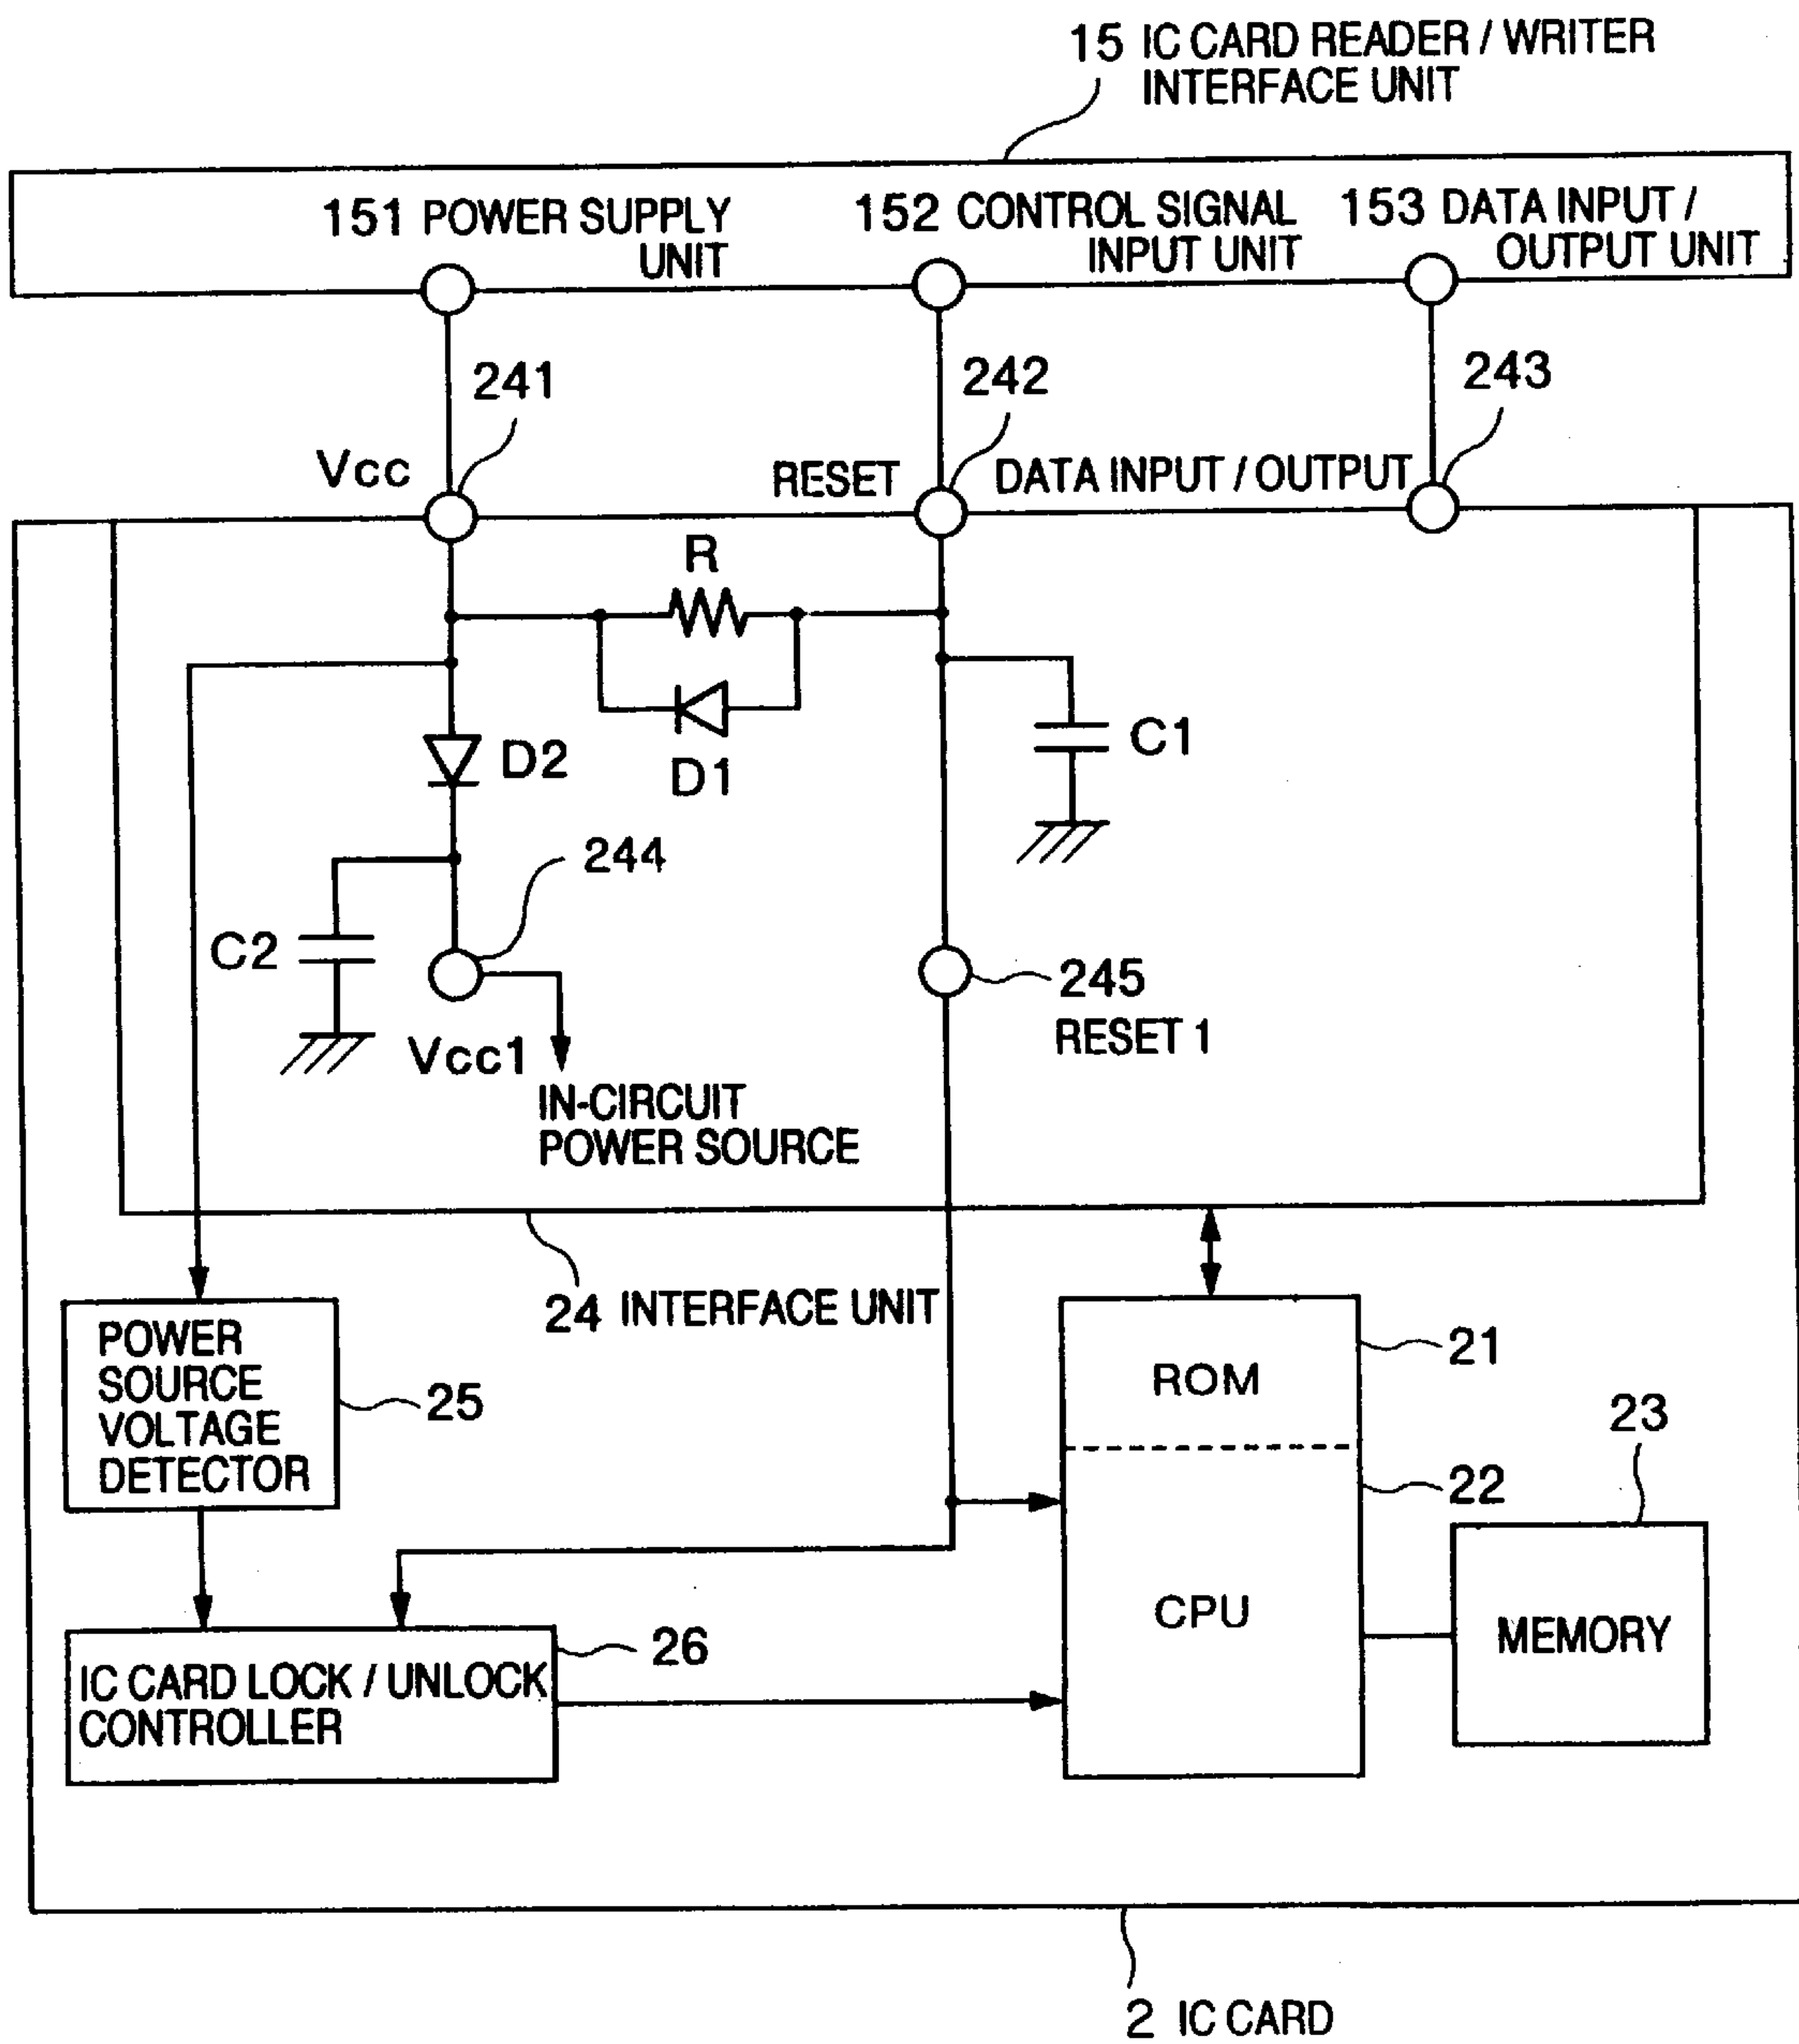 15 IC CARD READER / WRITER
INTERFACE UNIT
151 POWER SUPPLY
UNIT
152 CONTROL SIGNAL
INPUT UNIT
153 DATA INPUT /
OUTPUT UNIT
241
242
243
Vcc
RESET
DATA INPUT / OUTPUT
R
D1
D2
C1
244
C2
Vcc1
IN-CIRCUIT
POWER SOURCE
245
RESET 1
24 INTERFACE UNIT
POWER
SOURCE
VOLTAGE
DETECTOR
25
ROM
21
22
23
CPU
MEMORY
26
IC CARD LOCK / UNLOCK
CONTROLLER
2 IC CARD